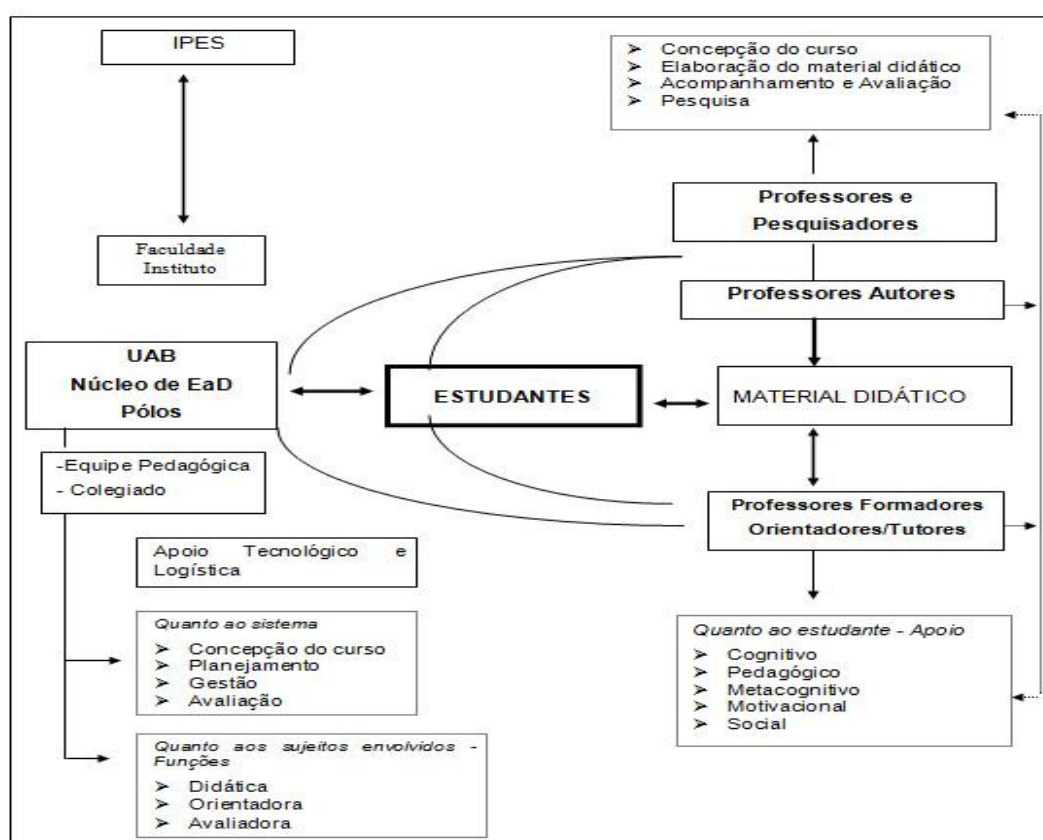 IPES
➢ Concepção do curso
➢ Elaboração do material didático
➢ Acompanhamento e Avaliação
➢ Pesquisa
Professores e
Pesquisadores
Faculdade
Instituto
Professores Autores
UAB
Núcleo de EaD
Pólos
ESTUDANTES
MATERIAL DIDÁTICO
-Equipe Pedagógica
- Colegiado
Professores Formadores
Orientadores/Tutores
Apoio Tecnológico e
Logística
Quanto ao sistema
➢ Concepção do curso
➢ Planejamento
➢ Gestão
➢ Avaliação
Quanto ao estudante - Apoio
➢ Cognitivo
➢ Pedagógico
➢ Metacognitivo
➢ Motivacional
➢ Social
Quanto aos sujeitos envolvidos -
Funções
➢ Didática
➢ Orientadora
➢ Avaliadora